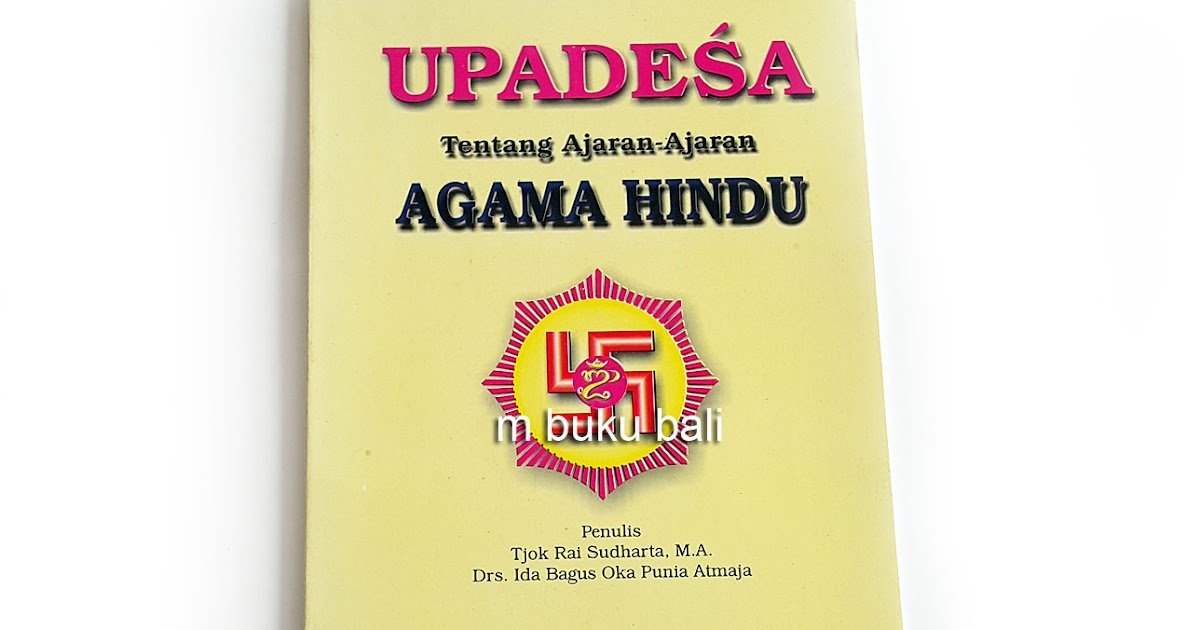 UPADEŚA
Tentang Ajaran-Ajaran
AGAMA HINDU
m buku bali
Penulis
Tjok Rai Sudharta, M.A.
Drs. Ida Bagus Oka Punia Atmaja